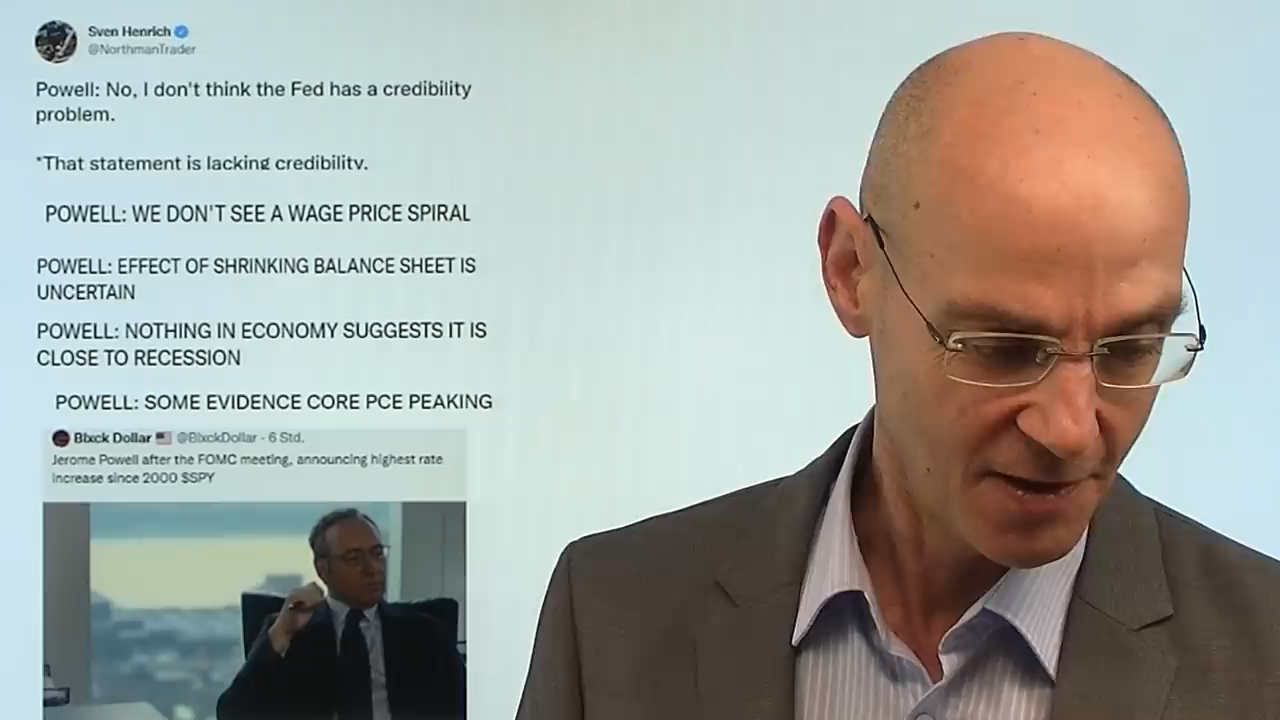 Sven Henrich
@NorthmanTrader
Powell: No, I don't think the Fed has a credibility
problem.
*That statement is lacking credibility.
POWELL: WE DON'T SEE A WAGE PRICE SPIRAL
POWELL: EFFECT OF SHRINKING BALANCE SHEET IS
UNCERTAIN
POWELL: NOTHING IN ECONOMY SUGGESTS IT IS
CLOSE TO RECESSION
POWELL: SOME EVIDENCE CORE PCE PEAKING
Blxck Dollar 🇺🇸 @BlxckDollar - 6 Std.
Jerome Powell after the FOMC meeting, announcing highest rate
increase since 2000 $SPY